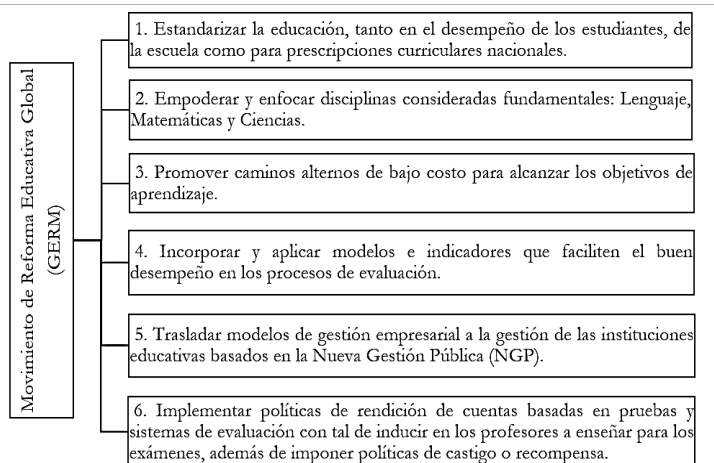 Movimiento de Reforma Educativa Global
(GERM)
1. Estandarizar la educación, tanto en el desempeño de los estudiantes, de
la escuela como para prescripciones curriculares nacionales.
2. Empoderar y enfocar disciplinas consideradas fundamentales: Lenguaje,
Matemáticas y Ciencias.
3. Promover caminos alternos de bajo costo para alcanzar los objetivos de
aprendizaje.
4. Incorporar y aplicar modelos e indicadores que faciliten el buen
desempeño en los procesos de evaluación.
5. Trasladar modelos de gestión empresarial a la gestión de las instituciones
educativas basados en la Nueva Gestión Pública (NGP).
6. Implementar políticas de rendición de cuentas basadas en pruebas y
sistemas de evaluación con tal de inducir en los profesores a enseñar para los
exámenes, además de imponer políticas de castigo o recompensa.